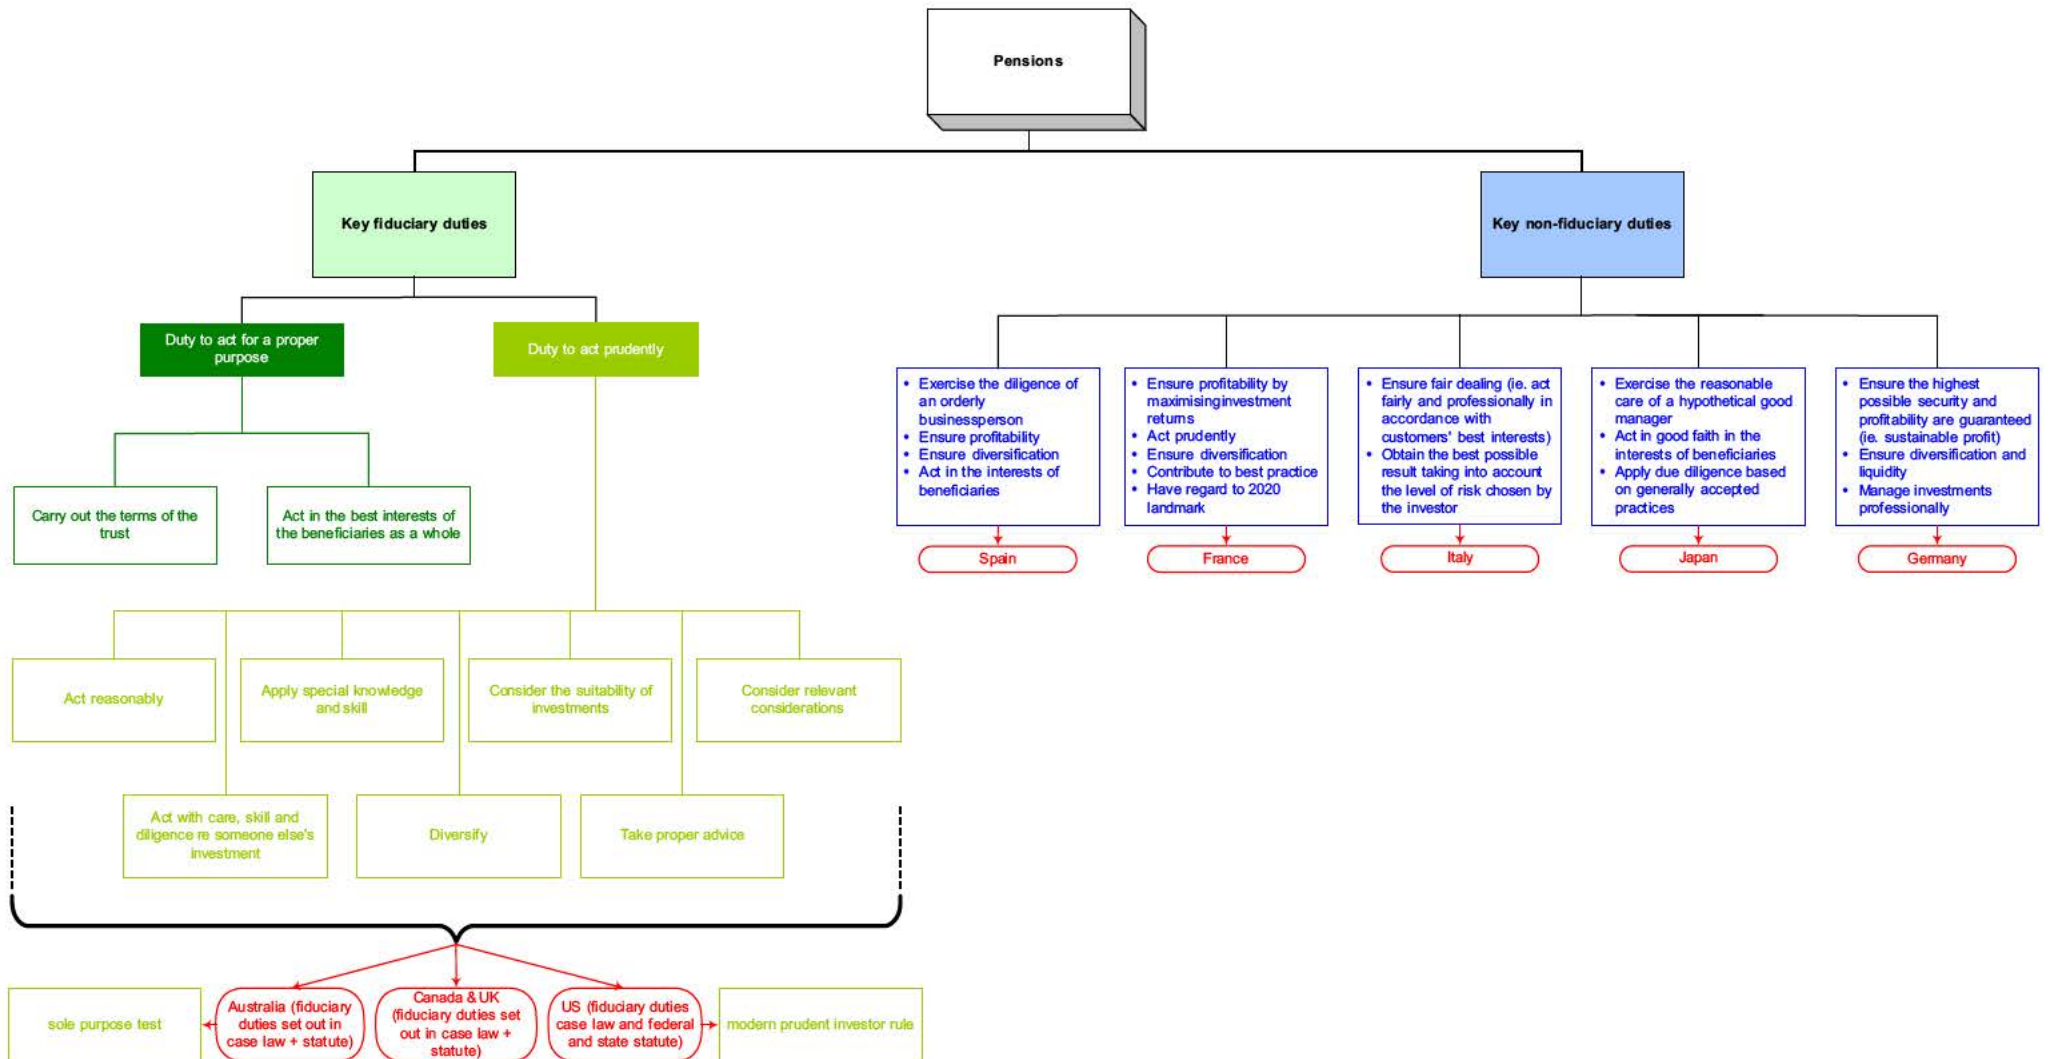 Pensions
Key fiduciary duties
Key non-fiduciary duties
Duty to act for a proper
purpose
Duty to act prudently
• Exercise the diligence of
an orderly
businessperson
• Ensure profitability
• Ensure diversification
• Act in the interests of
beneficiaries
• Ensure profitability by
maximisinginvestment
returns
• Act prudently
• Ensure diversification
• Contribute to best practice
• Have regard to 2020
landmark
• Ensure fair dealing (ie. act
fairly and professionally in
accordance with
customers' best interests)
• Obtain the best possible
result taking into account
the level of risk chosen by
the investor
• Exercise the reasonable
care of a hypothetical good
manager
• Act in good faith in the
interests of beneficiaries
• Apply due diligence based
on generally accepted
practices
• Ensure the highest
possible security and
profitability are guaranteed
(ie. sustainable profit)
• Ensure diversification and
liquidity
• Manage investments
professionally
Spain
France
Italy
Japan
Germany
Carry out the terms of the
trust
Act in the best interests of
the beneficiaries as a whole
Act reasonably
Apply special knowledge
and skill
Consider the suitability of
investments
Consider relevant
considerations
Act with care, skill and
diligence re someone else's
investment
Diversify
Take proper advice
sole purpose test
Australia (fiduciary
duties set out in
case law + statute)
Canada & UK
(fiduciary duties set
out in case law +
statute)
US (fiduciary duties
case law and federal
and state statute)
modern prudent investor rule